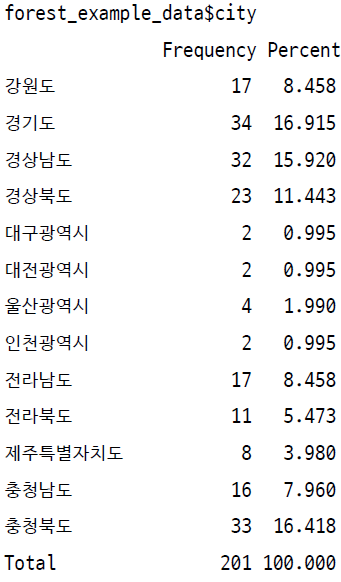 forest_example_data$city
Frequency Percent
강원도 17 8.458
경기도 34 16.915
경상남도 32 15.920
경상북도 23 11.443
대구광역시 2 0.995
대전광역시 2 0.995
울산광역시 4 1.990
인천광역시 2 0.995
전라남도 17 8.458
전라북도 11 5.473
제주특별자치도 8 3.980
충청남도 16 7.960
충청북도 33 16.418
Total 201 100.000